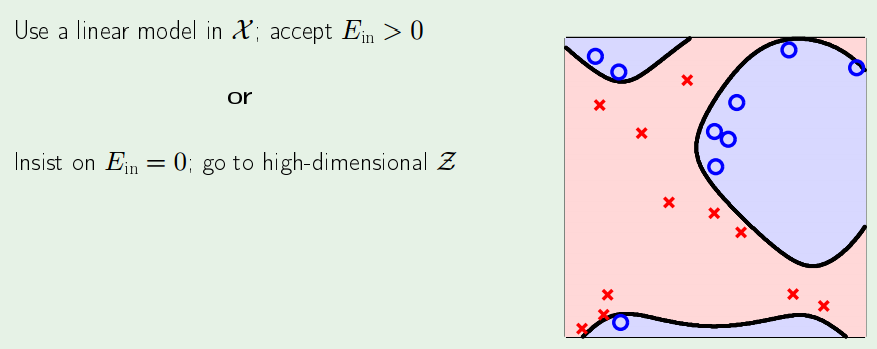 Use a linear model in 𝒳; accept E_in > 0
or
Insist on E_in = 0; go to high-dimensional 𝒵